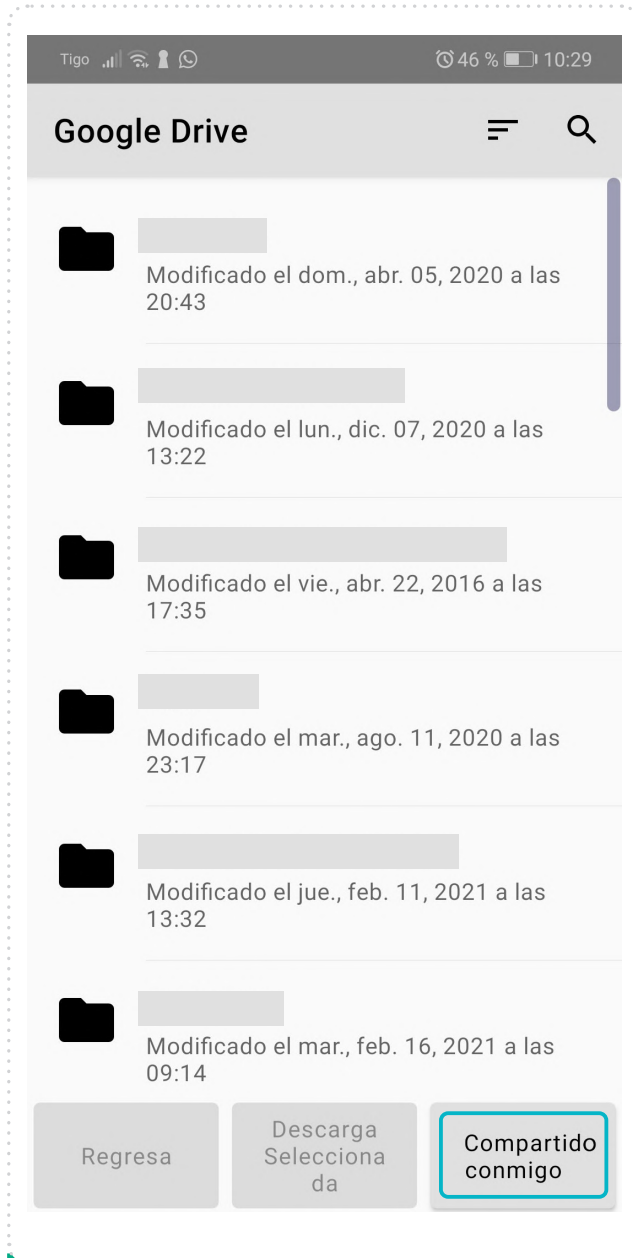 Tigo 46 % 10:29
Google Drive
Modificado el dom., abr. 05, 2020 a las
20:43
Modificado el lun., dic. 07, 2020 a las
13:22
Modificado el vie., abr. 22, 2016 a las
17:35
Modificado el mar., ago. 11, 2020 a las
23:17
Modificado el jue., feb. 11, 2021 a las
13:32
Modificado el mar., feb. 16, 2021 a las
09:14
Regresa
Descarga
Selecciona
da
Compartido
conmigo